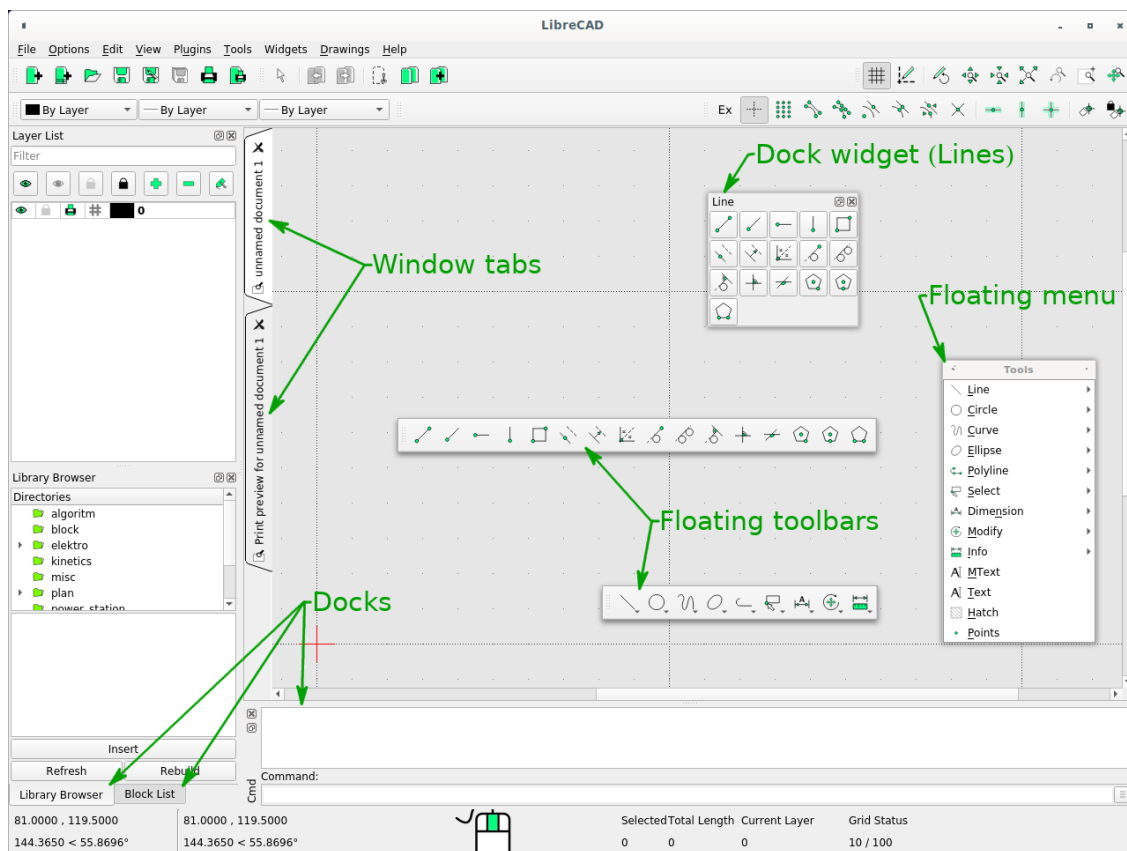 LibreCAD
File Options Edit View Plugins Tools Widgets Drawings Help
By Layer By Layer By Layer Ex
Layer List
Filter
0
unnamed document 1
Print preview for unnamed document 1
Dock widget (Lines)
Line
Window tabs
Floating menu
Tools
Line
Circle
Curve
Ellipse
Polyline
Select
Dimension
Modify
Info
MText
Text
Hatch
Points
Floating toolbars
Library Browser
Directories
algoritm
block
elektro
kinetics
misc
plan
power_station
Docks
Insert
Refresh Rebuild
Library Browser Block List
Cmd
Command:
81.0000 , 119.5000 81.0000 , 119.5000 Selected Total Length Current Layer Grid Status
144.3650 < 55.8696° 144.3650 < 55.8696° 0 0 0 10 / 100